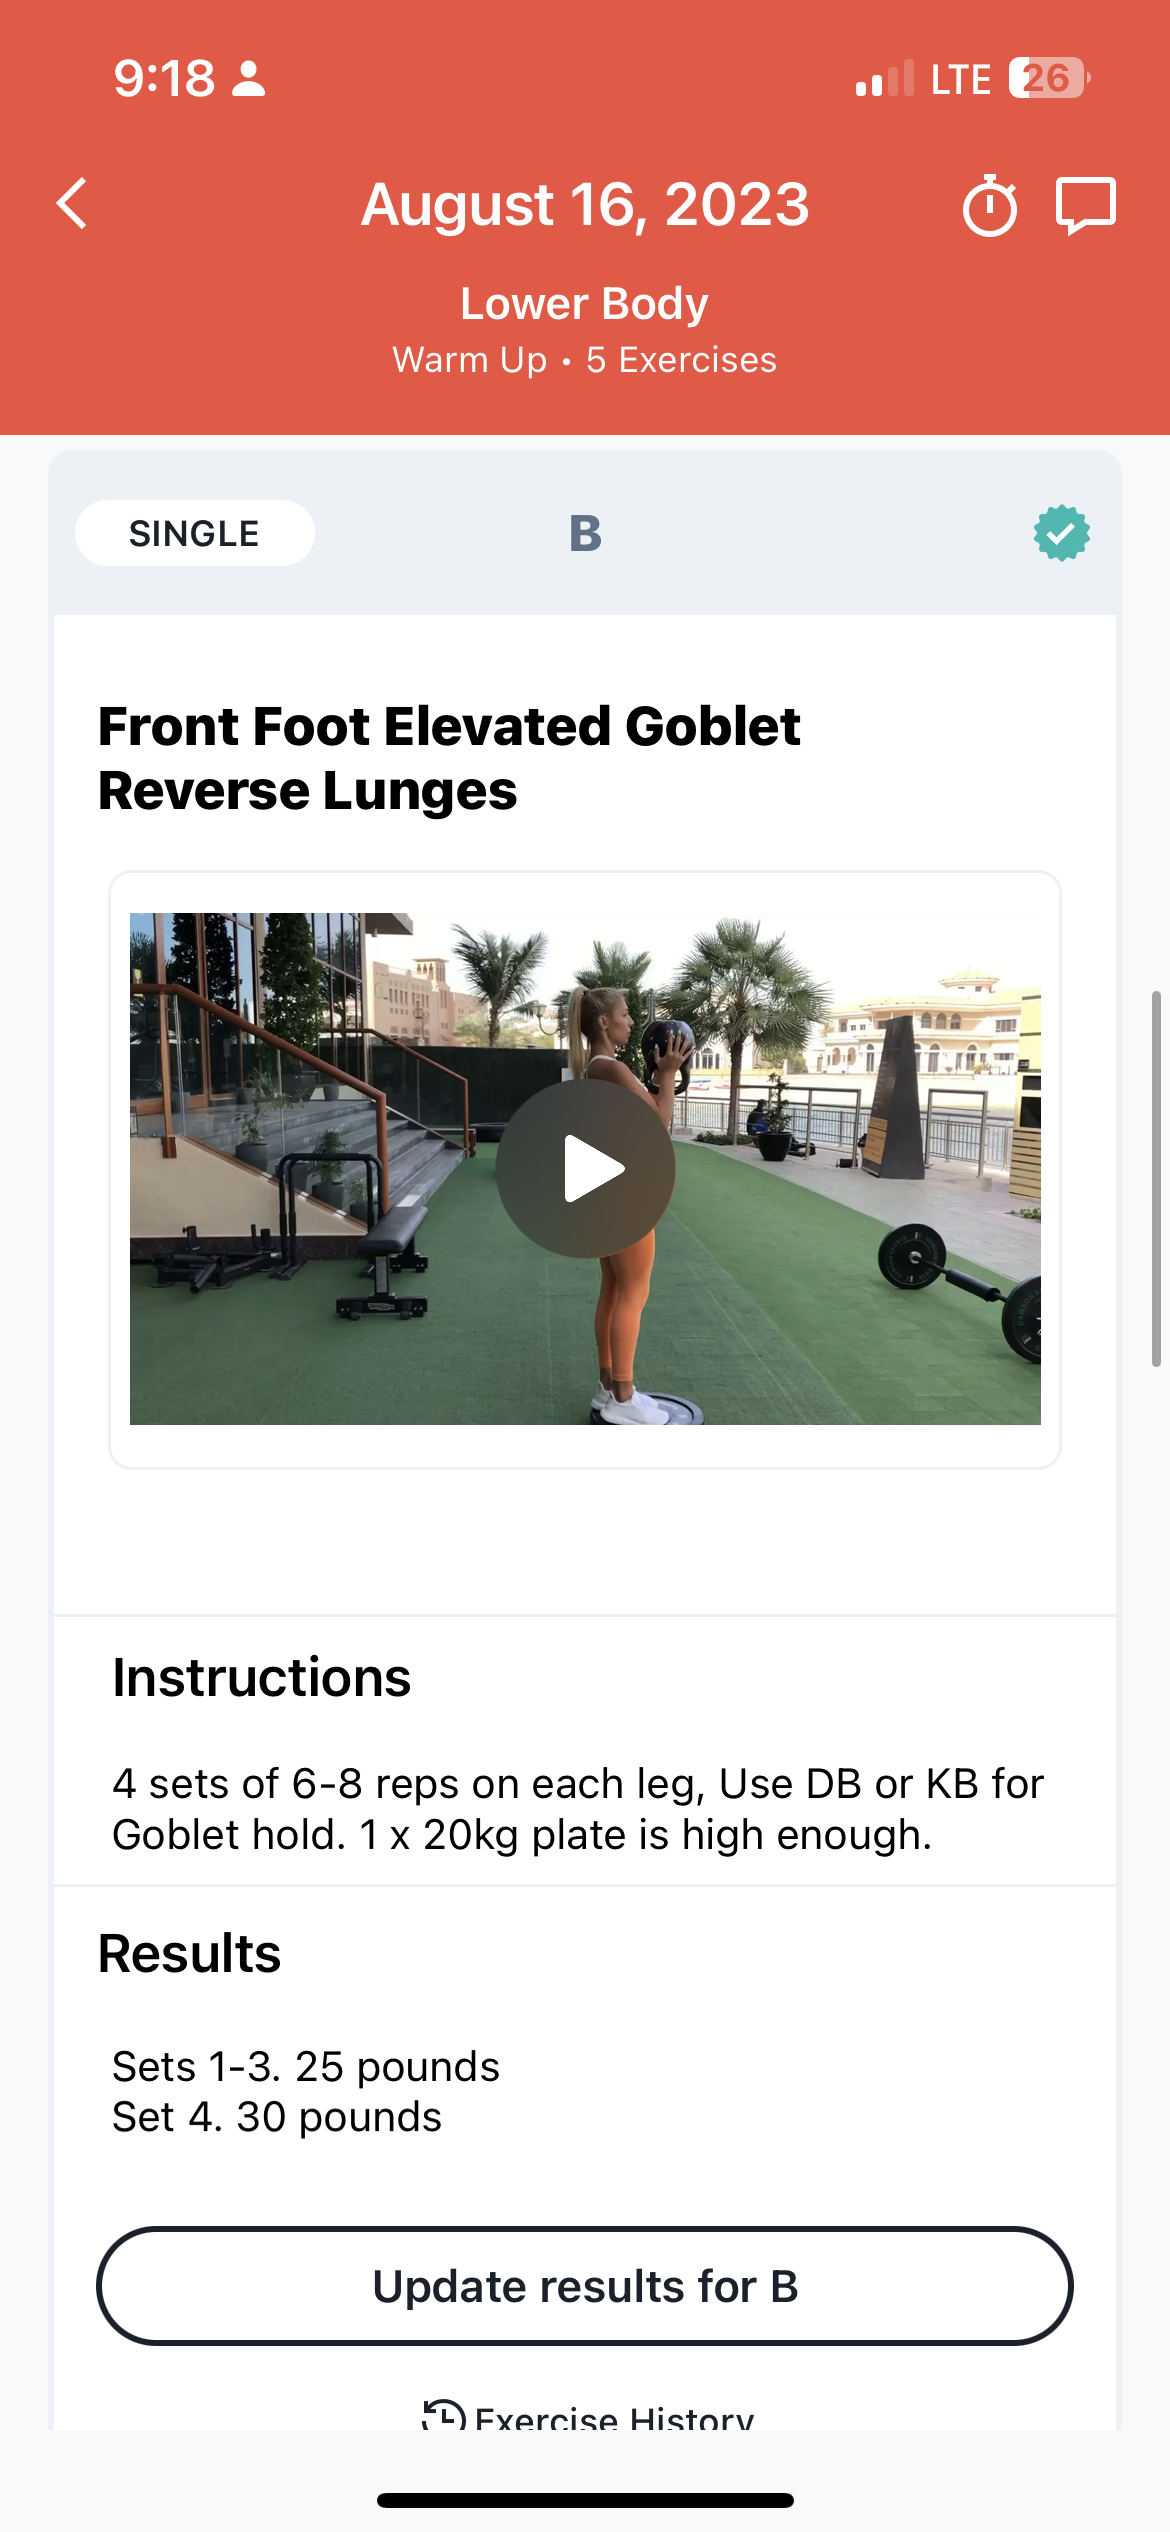 9:18
LTE
26
August 16, 2023
Lower Body
Warm Up • 5 Exercises
SINGLE
B
Front Foot Elevated Goblet
Reverse Lunges
Instructions
4 sets of 6-8 reps on each leg, Use DB or KB for
Goblet hold. 1 x 20kg plate is high enough.
Results
Sets 1-3. 25 pounds
Set 4. 30 pounds
Update results for B
Exercise History